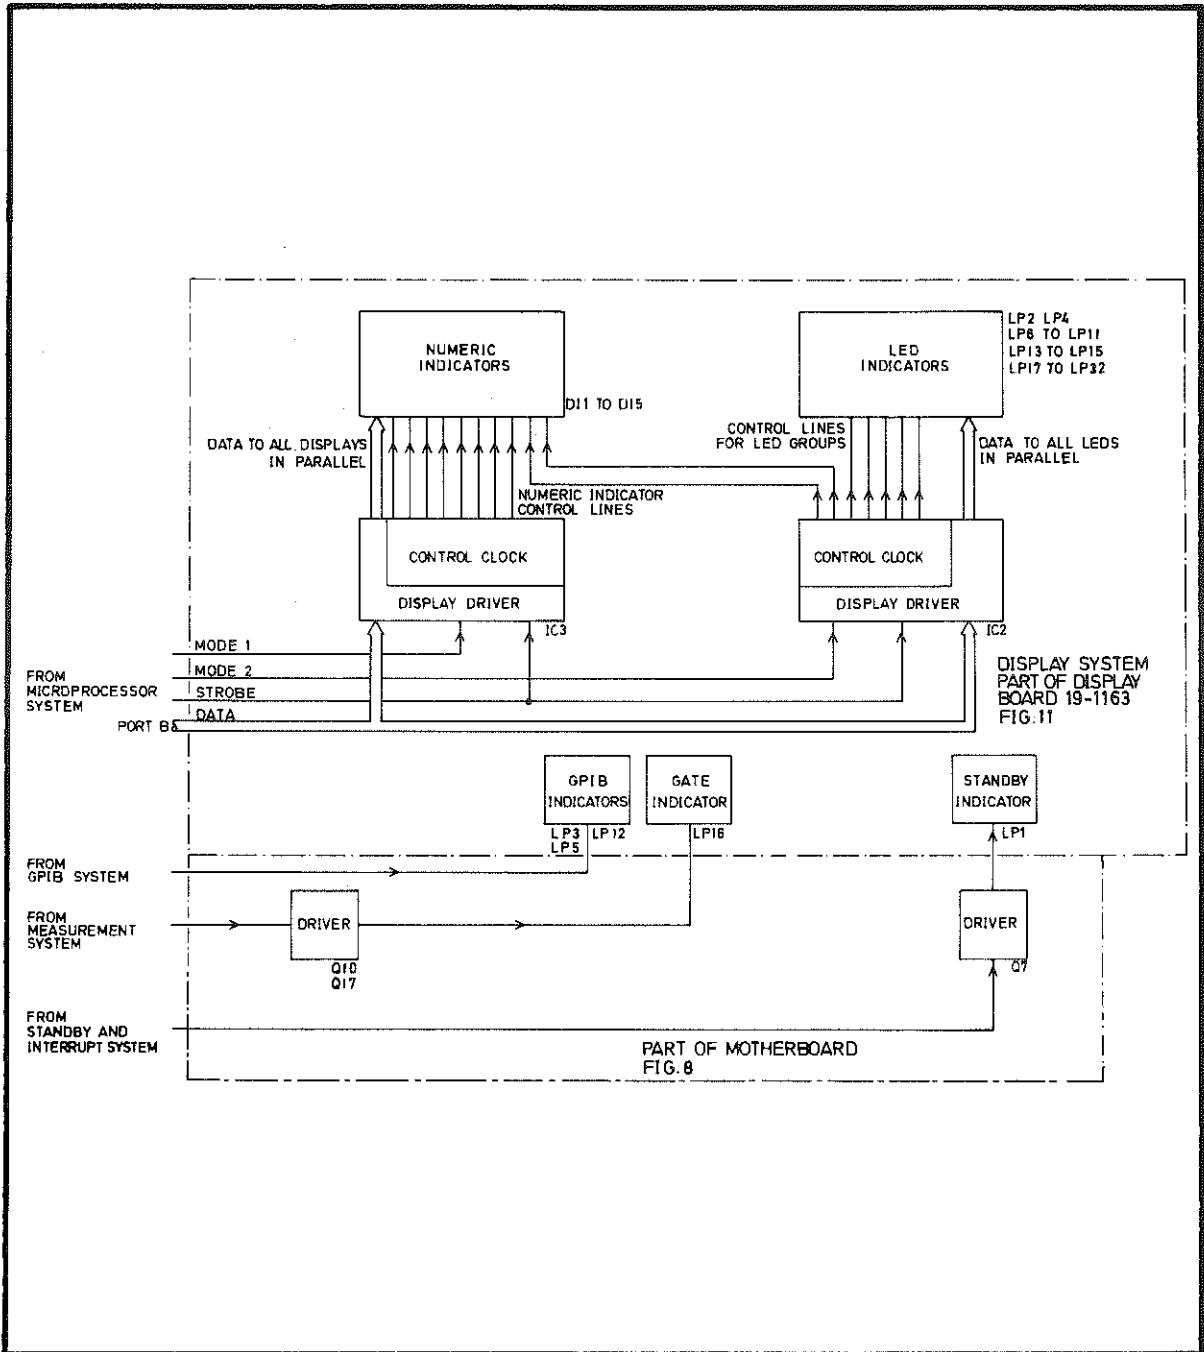 NUMERIC
INDICATORS
DI1 TO DI5
LED
INDICATORS
LP2 LP4
LP6 TO LP11
LP13 TO LP15
LP17 TO LP32
DATA TO ALL DISPLAYS
IN PARALLEL
NUMERIC INDICATOR
CONTROL LINES
CONTROL LINES
FOR LED GROUPS
DATA TO ALL LEDS
IN PARALLEL
CONTROL CLOCK
DISPLAY DRIVER
IC3
CONTROL CLOCK
DISPLAY DRIVER
IC2
FROM
MICROPROCESSOR
SYSTEM
MODE 1
MODE 2
STROBE
DATA
PORT B
DISPLAY SYSTEM
PART OF DISPLAY
BOARD 19-1163
FIG.11
GPIB
INDICATORS
LP3 LP12
LP5
GATE
INDICATOR
LP16
STANDBY
INDICATOR
LP1
FROM
GPIB SYSTEM
FROM
MEASUREMENT
SYSTEM
DRIVER
Q10
Q17
DRIVER
Q7
FROM
STANDBY AND
INTERRUPT SYSTEM
PART OF MOTHERBOARD
FIG.8